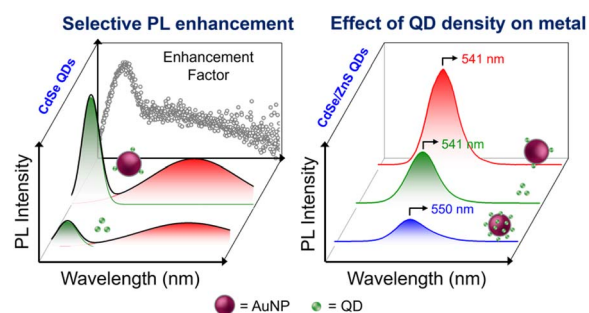 Selective PL enhancement
Effect of QD density on metal
CdSe QDs
Enhancement
Factor
PL Intensity
Wavelength (nm)
CdSe/ZnS QDs
541 nm
541 nm
550 nm
PL Intensity
Wavelength (nm)
= AuNP
= QD